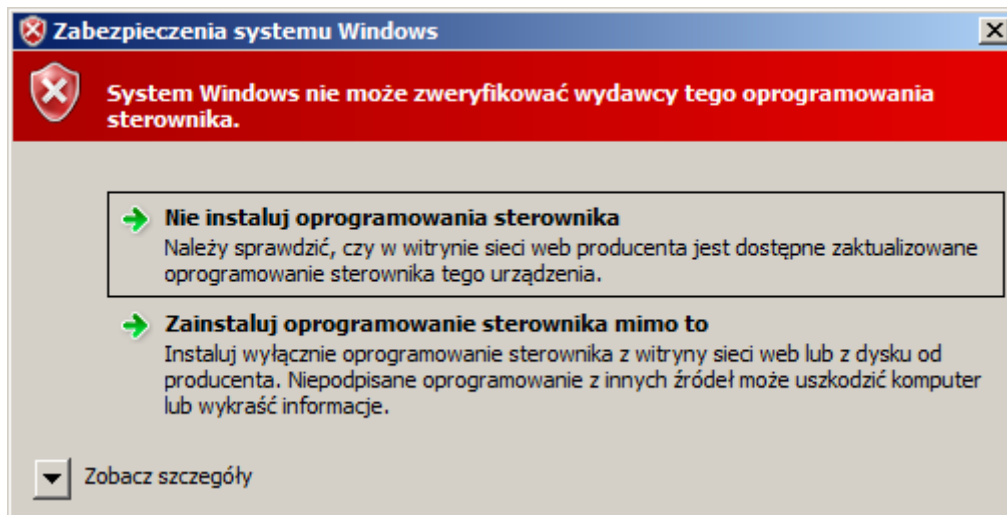 Zabezpieczenia systemu Windows
System Windows nie może zweryfikować wydawcy tego oprogramowania
sterownika.
Nie instaluj oprogramowania sterownika
Należy sprawdzić, czy w witrynie sieci web producenta jest dostępne zaktualizowane
oprogramowanie sterownika tego urządzenia.
Zainstaluj oprogramowanie sterownika mimo to
Instaluj wyłącznie oprogramowanie sterownika z witryny sieci web lub z dysku od
producenta. Niepodpisane oprogramowanie z innych źródeł może uszkodzić komputer
lub wykraść informacje.
Zobacz szczegóły